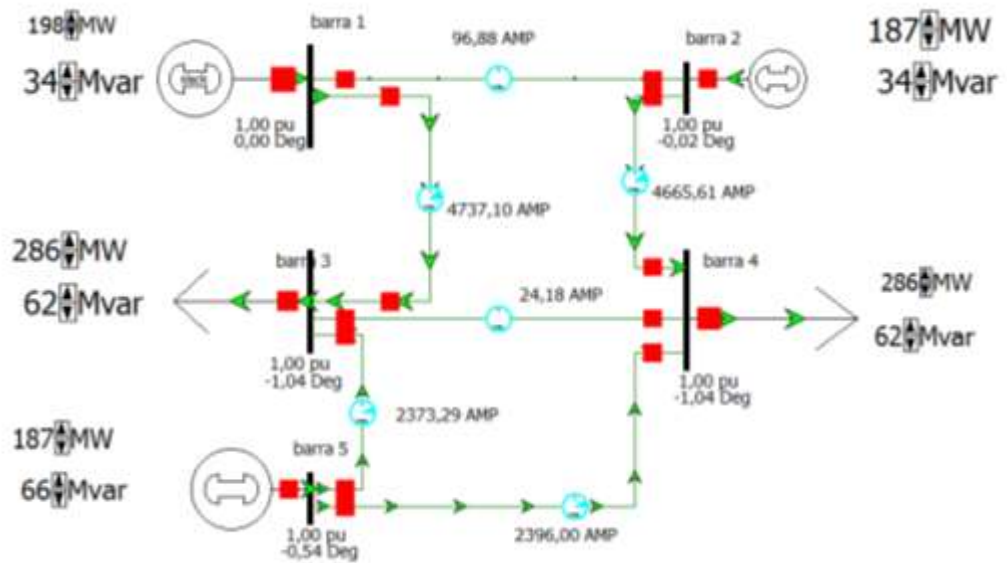 198 MW
34 Mvar
barra 1
1,00 pu
0,00 Deg
96,88 AMP
barra 2
1,00 pu
-0,02 Deg
187 MW
34 Mvar
4737,10 AMP
4665,61 AMP
286 MW
62 Mvar
barra 3
1,00 pu
-1,04 Deg
24,18 AMP
barra 4
1,00 pu
-1,04 Deg
286 MW
62 Mvar
2373,29 AMP
187 MW
66 Mvar
barra 5
1,00 pu
-0,54 Deg
2396,00 AMP